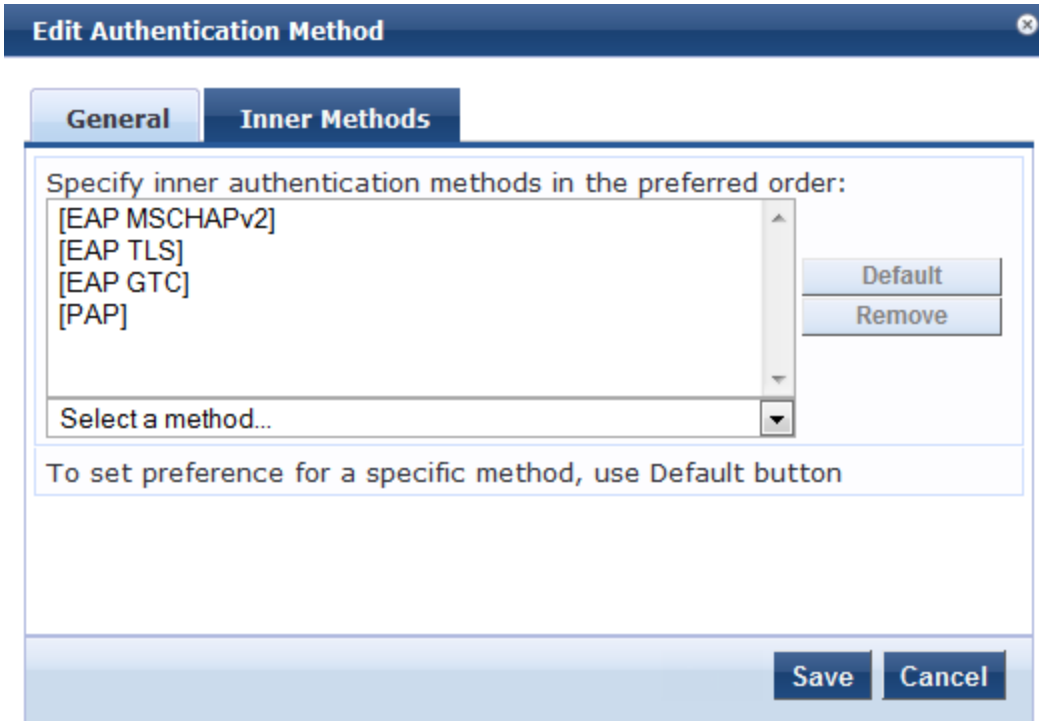 Edit Authentication Method
General
Inner Methods
Specify inner authentication methods in the preferred order:
[EAP MSCHAPv2]
[EAP TLS]
[EAP GTC]
[PAP]
Default
Remove
Select a method...
To set preference for a specific method, use Default button
Save
Cancel